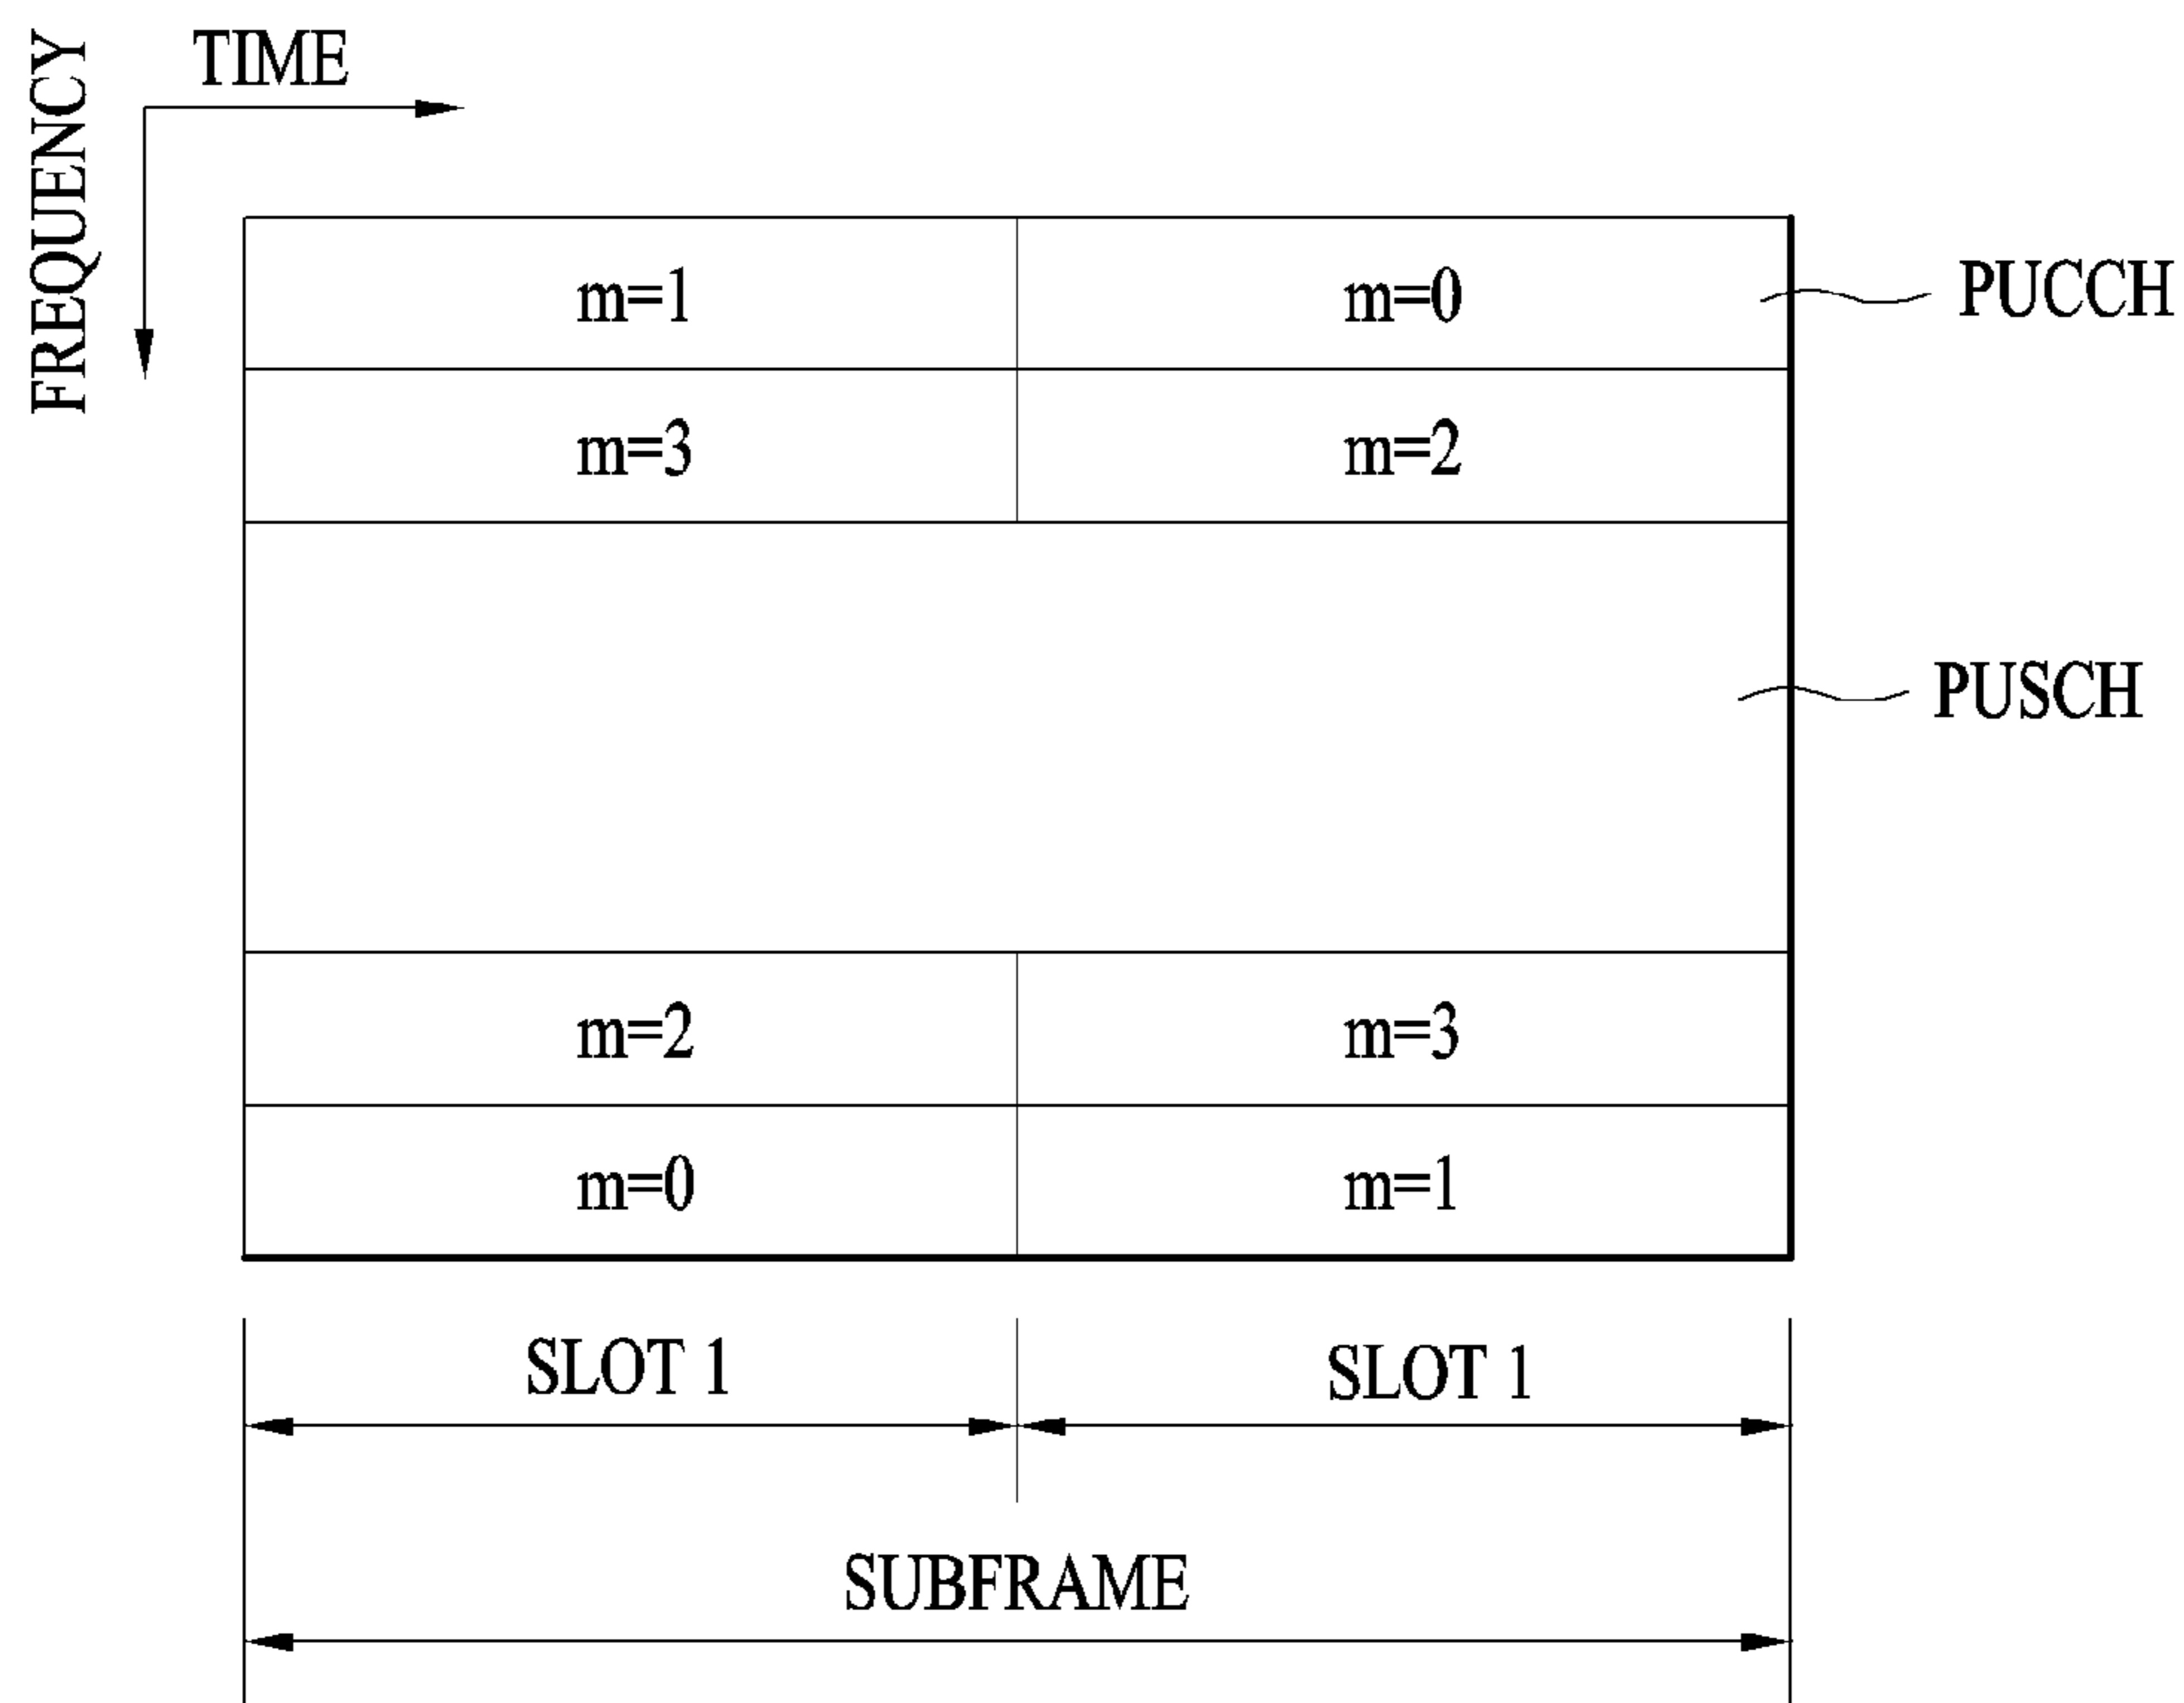 TIME
FREQUENCY
m=1 m=0
PUCCH
m=3 m=2
PUSCH
m=2 m=3
m=0 m=1
SLOT 1 SLOT 1
SUBFRAME